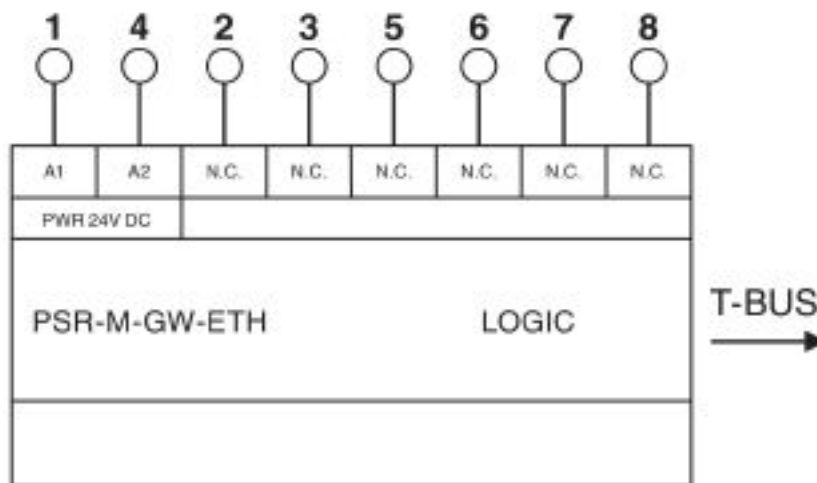 1 4 2 3 5 6 7 8
A1 A2 N.C. N.C. N.C. N.C. N.C. N.C.
PWR 24V DC
PSR-M-GW-ETH LOGIC
T-BUS